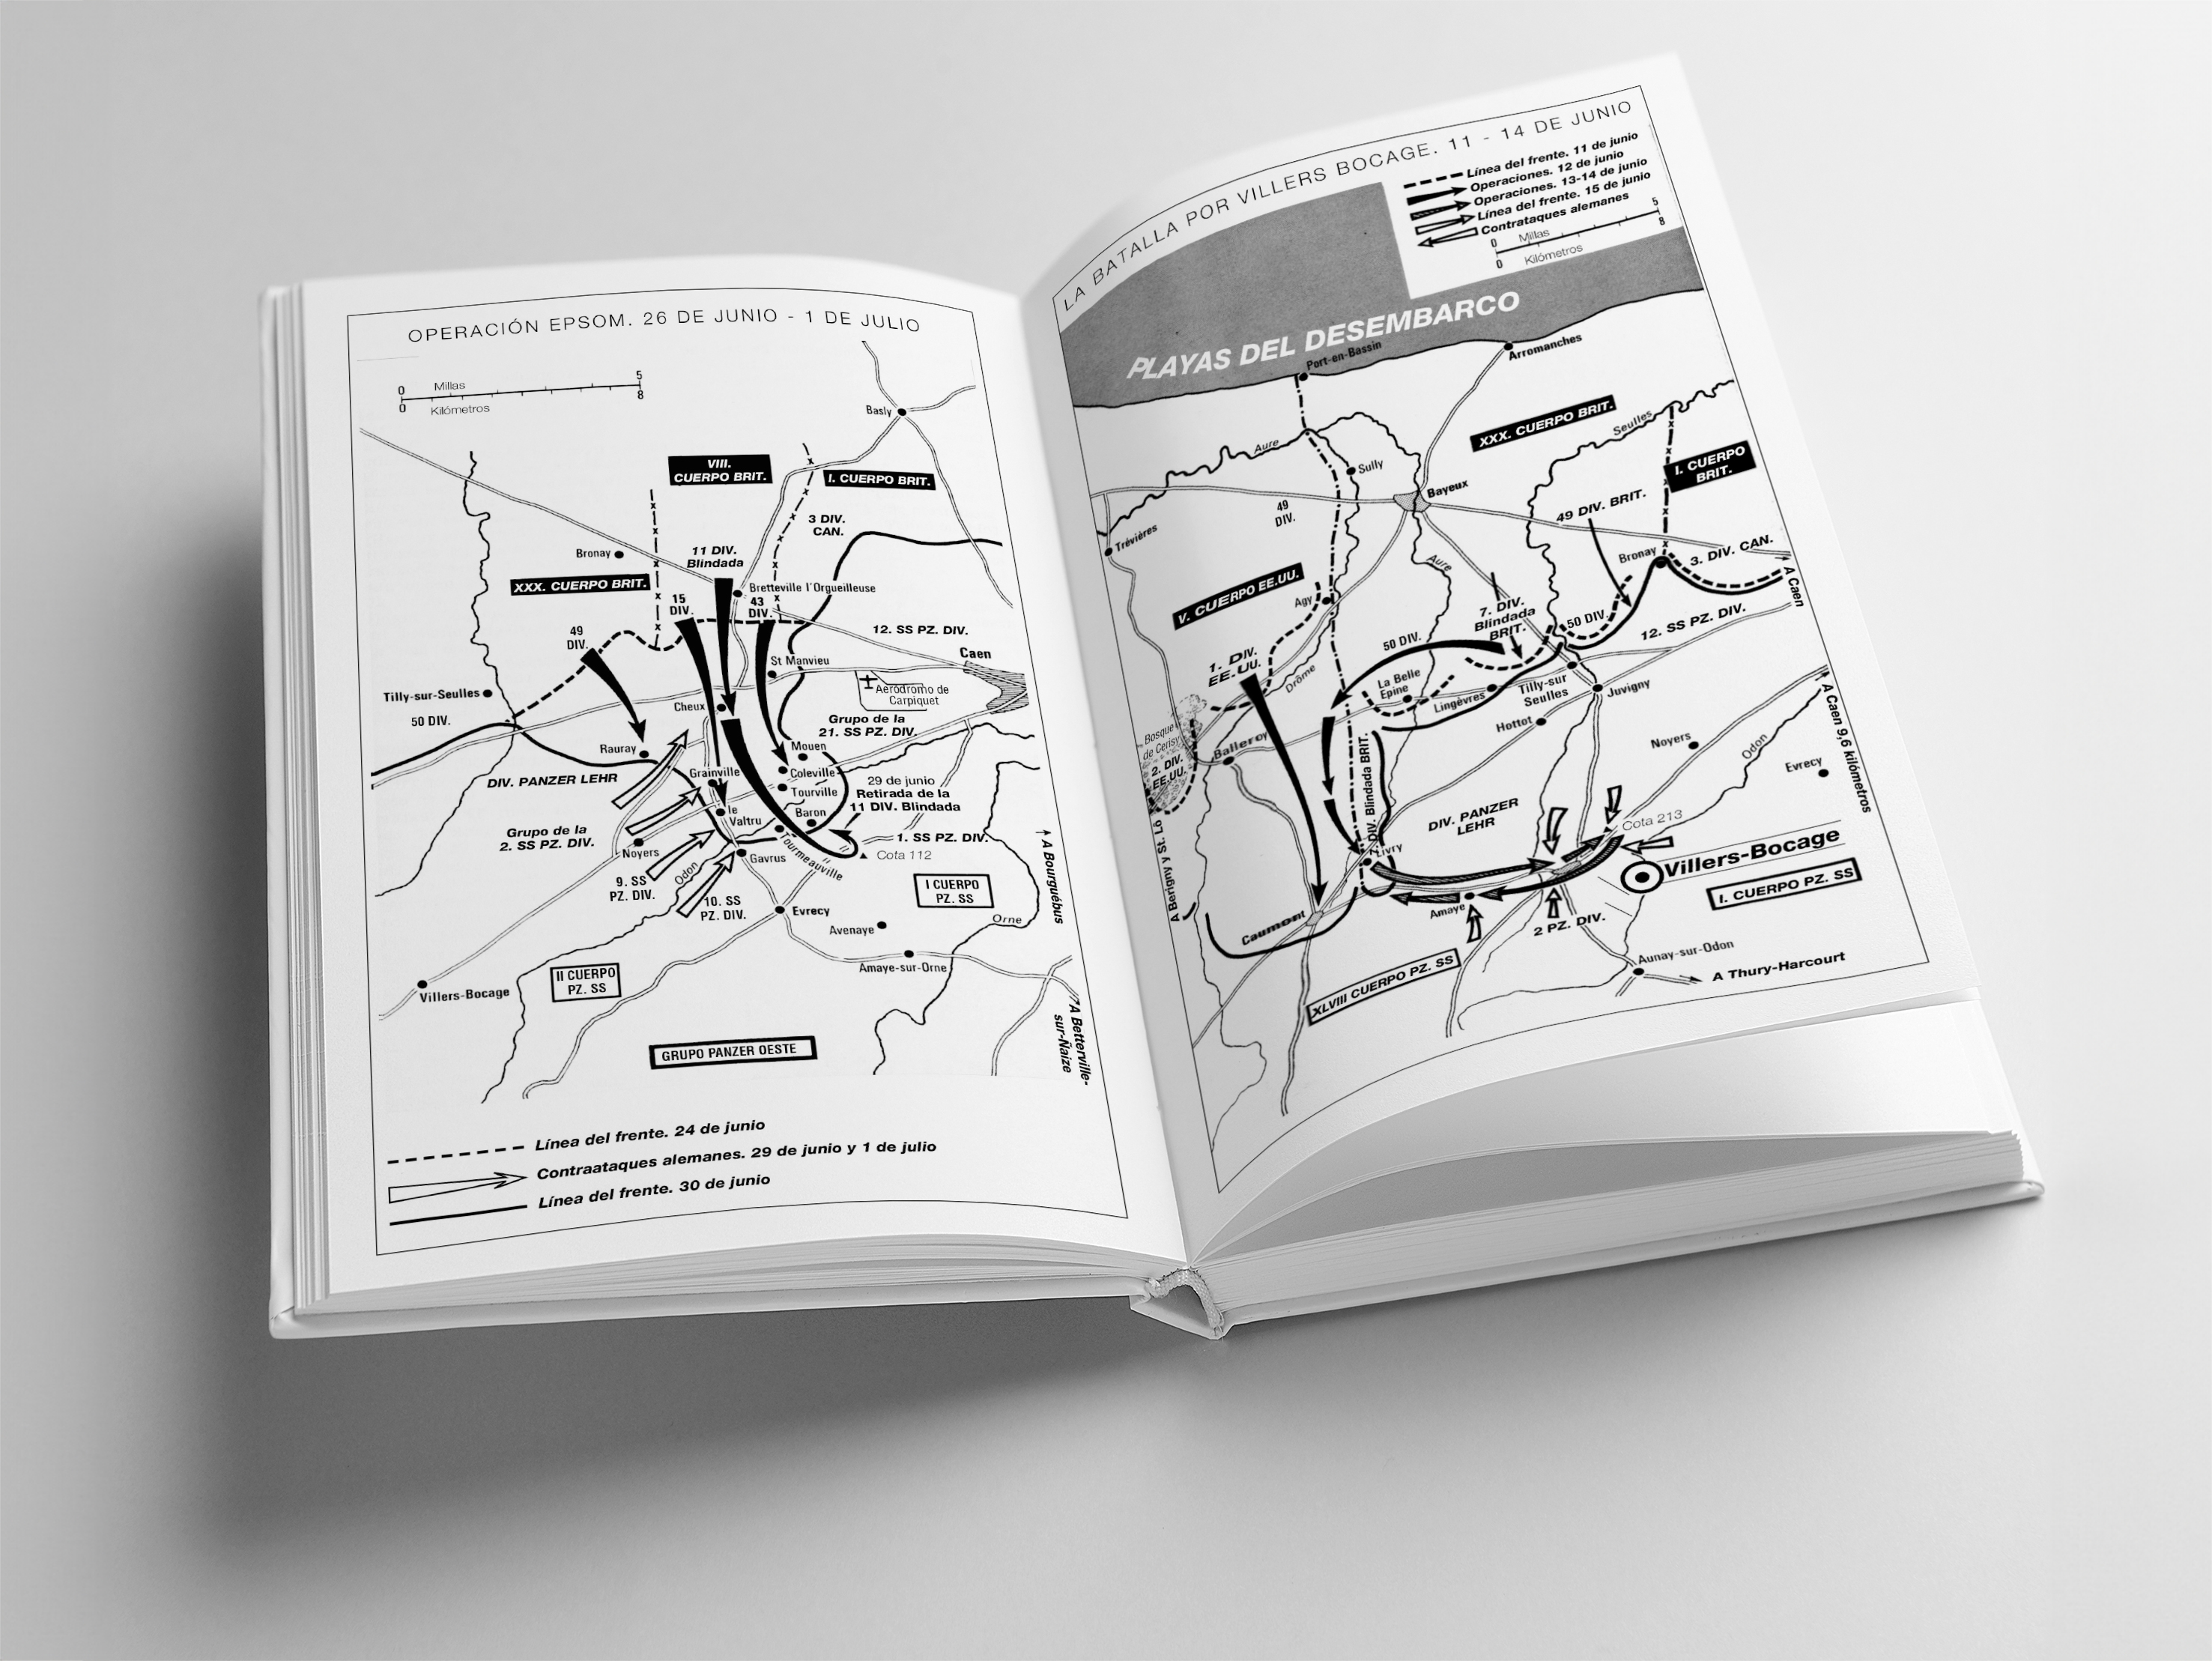 OPERACIÓN EPSOM. 26 DE JUNIO - 1 DE JULIO
0
Millas
5
0
Kilómetros
8
Basly
VIII.
CUERPO BRIT.
I. CUERPO BRIT.
3 DIV.
CAN.
Bronay
11 DIV.
Blindada
XXX. CUERPO BRIT.
Bretteville l'Orgueilleuse
15
DIV.
43
DIV.
49
DIV.
12. SS PZ. DIV.
Caen
St Manvieu
Aeródromo de
Carpiquet
Tilly-sur-Seulles
50 DIV.
Cheux
Grupo de la
21. SS PZ. DIV.
Rauray
Mouen
DIV. PANZER LEHR
Grainville
Coleville
Tourville
29 de junio
Retirada de la
11 DIV. Blindada
le
Valtru
Baron
Grupo de la
2. SS PZ. DIV.
Noyers
Gavrus
Tourmeauville
1. SS PZ. DIV.
Cota 112
Odon
9. SS
PZ. DIV.
10. SS
PZ. DIV.
I CUERPO
PZ. SS
A Bourguébus
Evrecy
Avenaye
Orne
Amaye-sur-Orne
II CUERPO
PZ. SS
Villers-Bocage
GRUPO PANZER OESTE
A Betterville-
sur-Ñaize
Línea del frente. 24 de junio
Contraataques alemanes. 29 de junio y 1 de julio
Línea del frente. 30 de junio
LA BATALLA POR VILLERS BOCAGE. 11 - 14 DE JUNIO
Línea del frente. 11 de junio
Operaciones. 12 de junio
Operaciones. 13-14 de junio
Línea del frente. 15 de junio
Contrataques alemanes
0
Millas
5
0
Kilómetros
8
PLAYAS DEL DESEMBARCO
Port-en-Bassin
Arromanches
XXX. CUERPO BRIT.
Seulles
Aure
Sully
I. CUERPO
BRIT.
Bayeux
49
DIV.
49 DIV. BRIT.
Trévières
Aure
Bronay
3. DIV. CAN.
A Caen
V. CUERPO EE.UU.
Agy
7. DIV.
Blindada
BRIT.
50 DIV.
50 DIV.
12. SS PZ. DIV.
1. DIV.
EE.UU.
Drôme
La Belle
Epine
Lingèvres
Tilly-sur
Seulles
Juvigny
Hottot
Bosque
de Cerisy
2. DIV.
EE.UU.
Balleroy
DIV. Blindada BRIT.
Noyers
Odon
Evrecy
A Caen 9,6 kilómetros
DIV. PANZER
LEHR
Cota 213
Livry
Villers-Bocage
A Berigny y St. Lô
I. CUERPO PZ. SS
Caumont
Amaye
2 PZ. DIV.
XLVIII CUERPO PZ. SS
Aunay-sur-Odon
A Thury-Harcourt